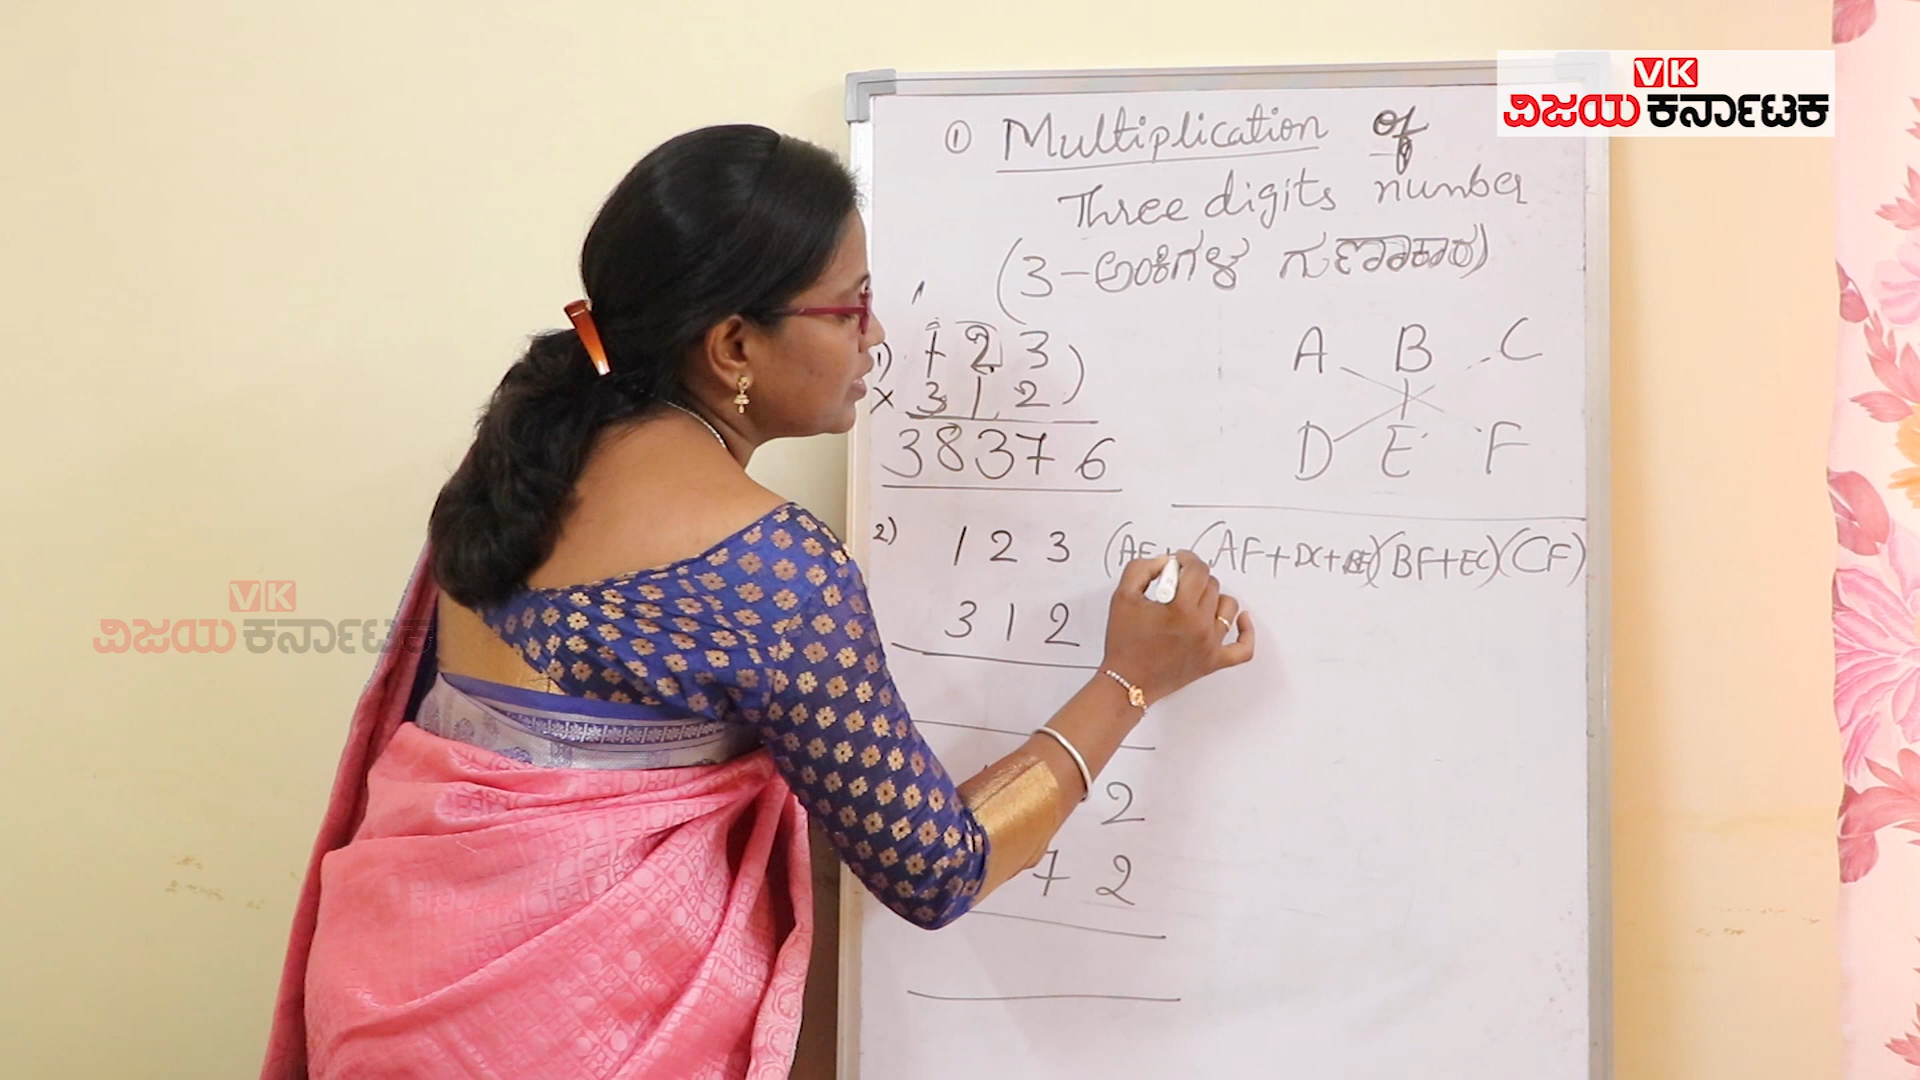 VK
ವಿಜಯ ಕರ್ನಾಟಕ
① Multiplication of
Three digits number
(3-ಅಂಕಿಗಳ ಗುಣಾಕಾರ)
1) 1 2 3
× 3 1 2
3 8 3 7 6
A B C
D E F
2) 1 2 3
(AF+DC+BE)(BF+EC)(CF)
3 1 2
2
7 2
VK
ವಿಜಯ ಕರ್ನಾಟಕ